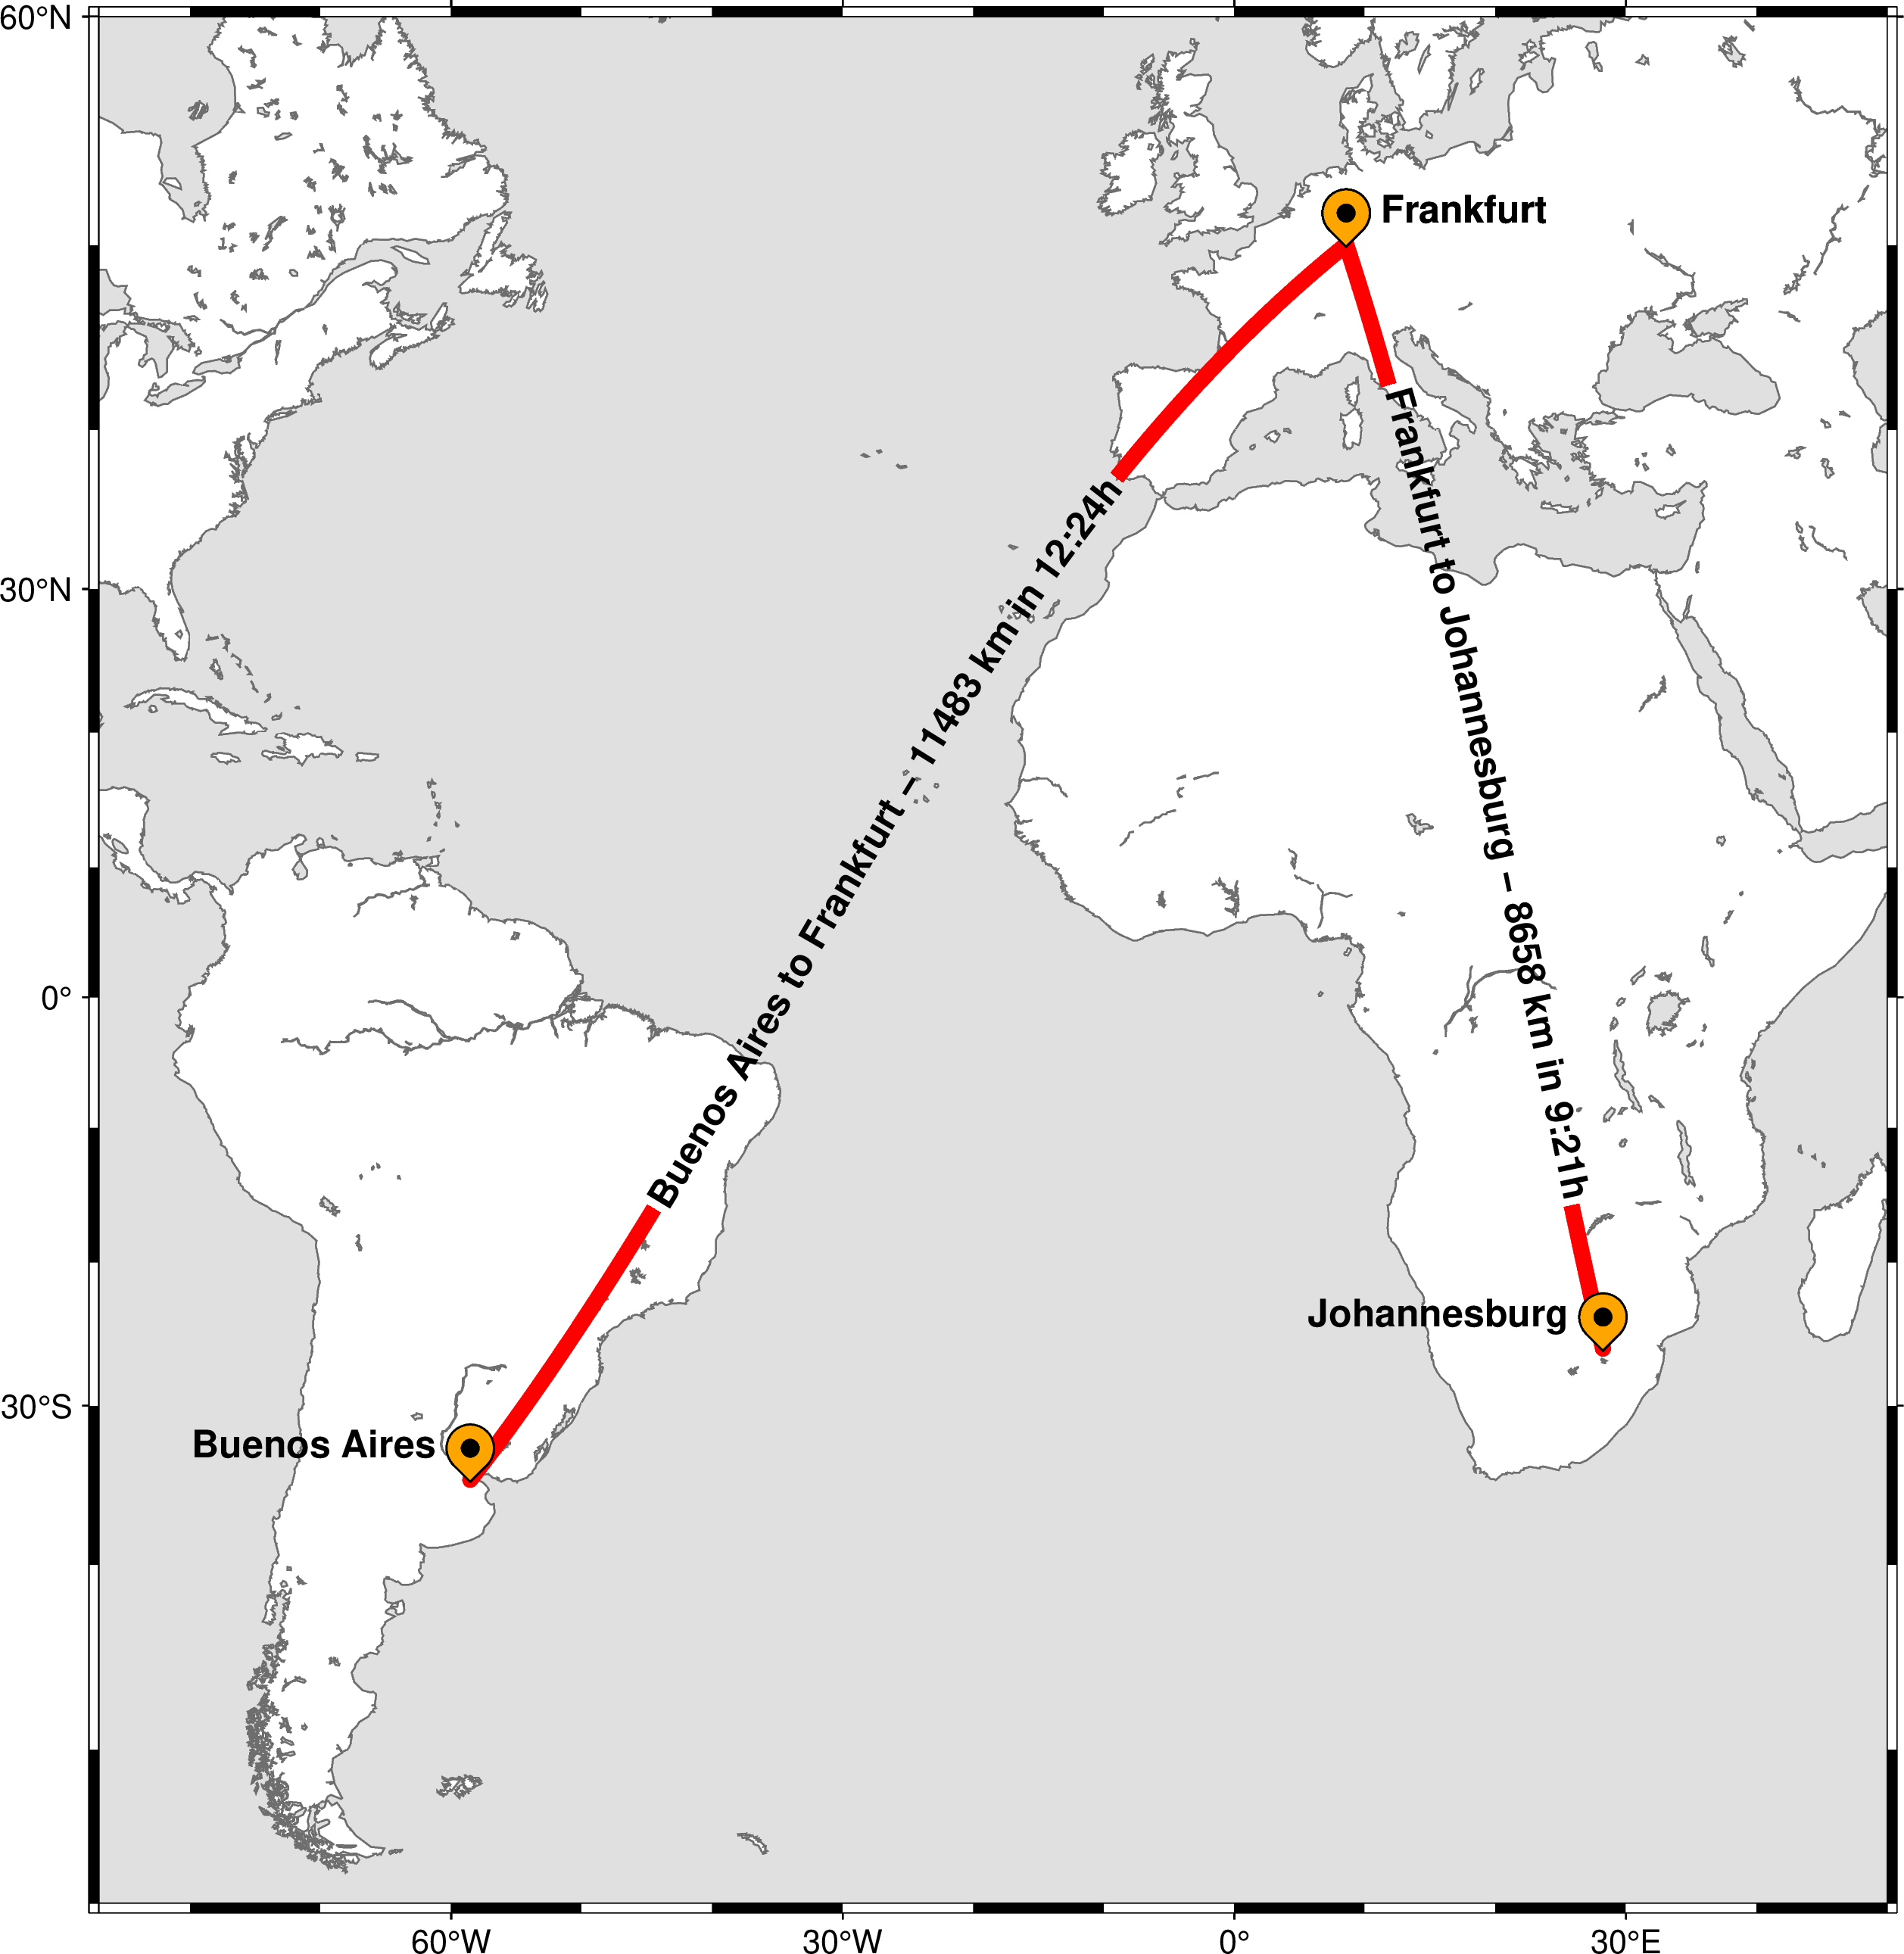 60°N
Frankfurt
30°N
Buenos Aires to Frankfurt – 11483 km in 12:24h
Frankfurt to Johannesburg – 8658 km in 9:21h
0°
Johannesburg
30°S
Buenos Aires
60°W
30°W
0°
30°E